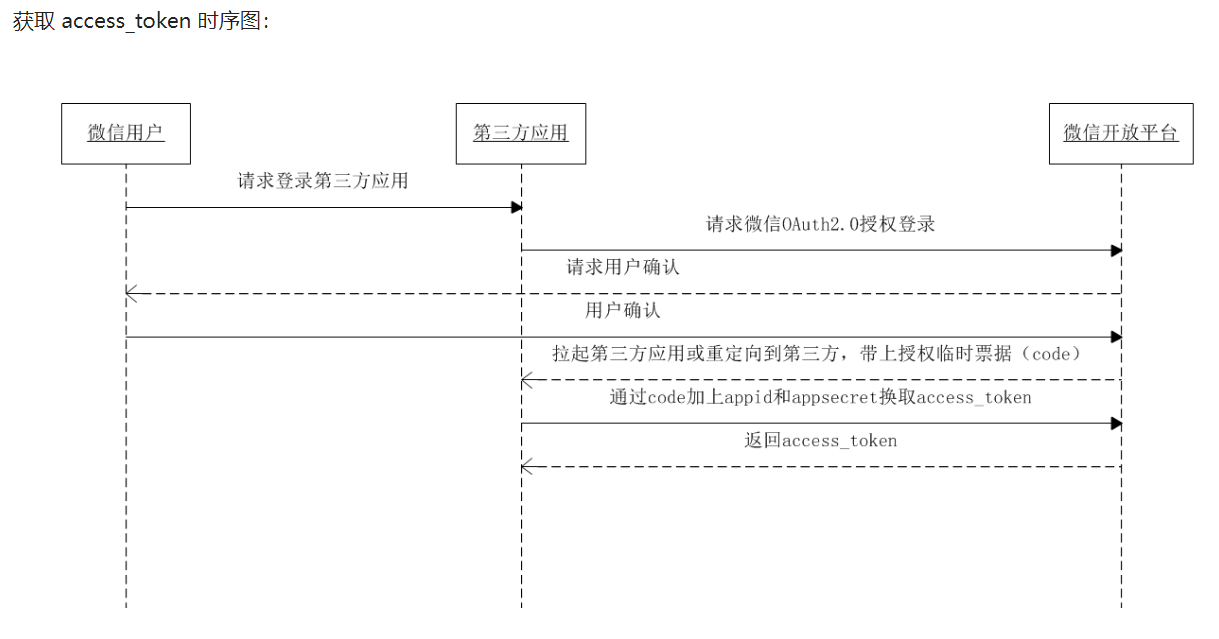 获取 access_token 时序图：
微信用户
第三方应用
微信开放平台
请求登录第三方应用
请求微信OAuth2.0授权登录
请求用户确认
用户确认
拉起第三方应用或重定向到第三方，带上授权临时票据（code）
通过code加上appid和appsecret换取access_token
返回access_token